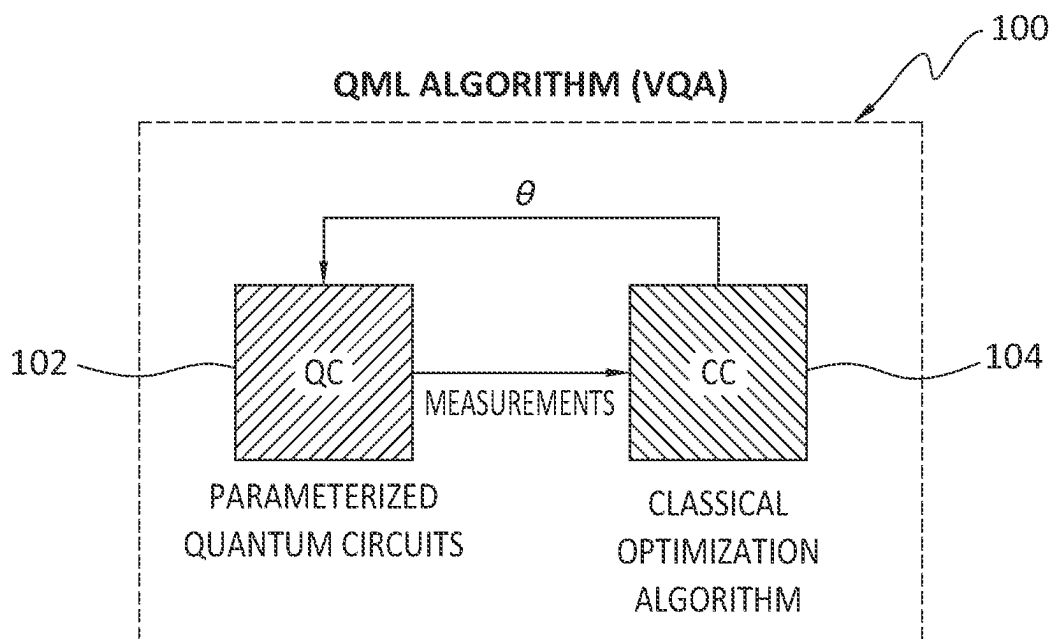 100
QML ALGORITHM (VQA)
θ
102
QC
MEASUREMENTS
CC
104
PARAMETERIZED
QUANTUM CIRCUITS
CLASSICAL
OPTIMIZATION
ALGORITHM